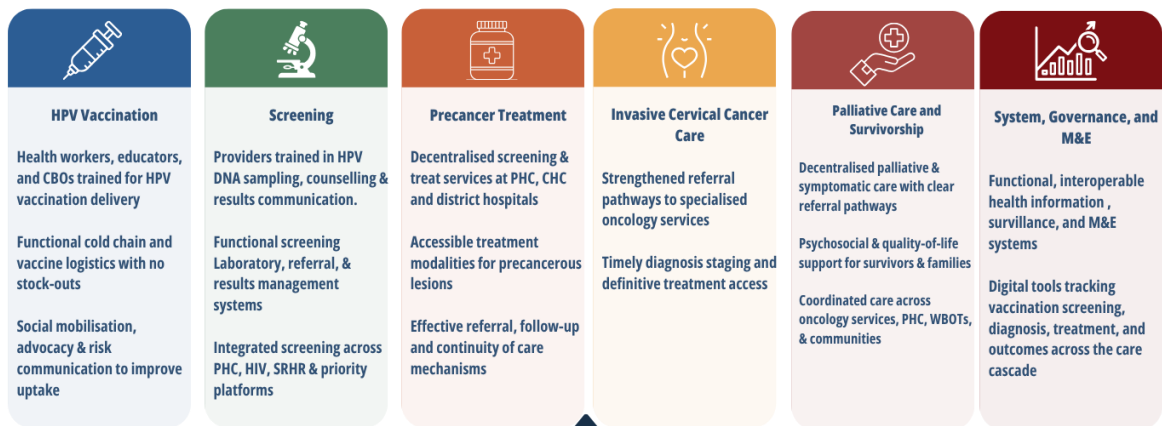 HPV Vaccination
Health workers, educators,
and CBOs trained for HPV
vaccination delivery
Functional cold chain and
vaccine logistics with no
stock-outs
Social mobilisation,
advocacy & risk
communication to improve
uptake
Screening
Providers trained in HPV
DNA sampling, counselling &
results communication.
Functional screening
Laboratory, referral, &
results management
systems
Integrated screening across
PHC, HIV, SRHR & priority
platforms
Precancer Treatment
Decentralised screening &
treat services at PHC, CHC
and district hospitals
Accessible treatment
modalities for precancerous
lesions
Effective referral, follow-up
and continuity of care
mechanisms
Invasive Cervical Cancer
Care
Strengthened referral
pathways to specialised
oncology services
Timely diagnosis staging and
definitive treatment access
Palliative Care and
Survivorship
Decentralised palliative &
symptomatic care with clear
referral pathways
Psychosocial & quality-of-life
support for survivors & families
Coordinated care across
oncology services, PHC, WBOTs,
& communities
System, Governance, and
M&E
Functional, interoperable
health information ,
survillance, and M&E
systems
Digital tools tracking
vaccination screening,
diagnosis, treatment, and
outcomes across the care
cascade